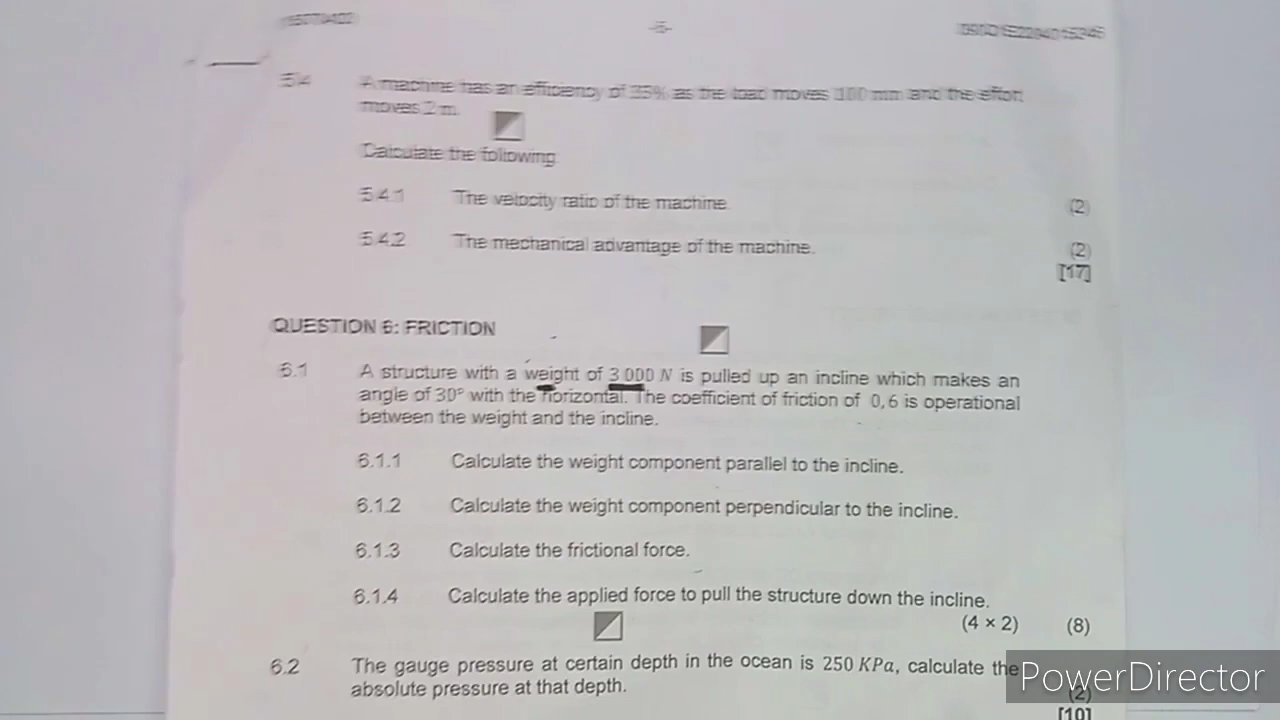 -5-
5.4 A machine has an efficiency of 35% as the load moves 100 mm and the effort
moves 2 m.
Calculate the following
5.4.1 The velocity ratio of the machine. (2)
5.4.2 The mechanical advantage of the machine. (2)
[17]
QUESTION 6: FRICTION
6.1 A structure with a weight of 3 000 N is pulled up an incline which makes an
angle of 30° with the horizontal. The coefficient of friction of 0,6 is operational
between the weight and the incline.
6.1.1 Calculate the weight component parallel to the incline.
6.1.2 Calculate the weight component perpendicular to the incline.
6.1.3 Calculate the frictional force.
6.1.4 Calculate the applied force to pull the structure down the incline.
(4 × 2) (8)
6.2 The gauge pressure at certain depth in the ocean is 250 KPa, calculate the
absolute pressure at that depth. (2)
[10]
PowerDirector